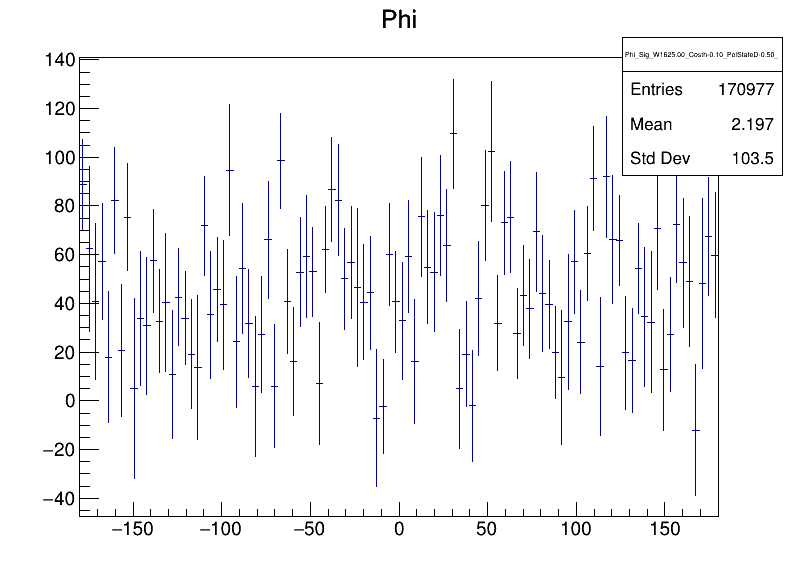 Phi
Phi_Sig_W1625.00_Costh-0.10_PolStateD-0.50_
Entries 170977
Mean 2.197
Std Dev 103.5
140
120
100
80
60
40
20
0
−20
−40
−150 −100 −50 0 50 100 150